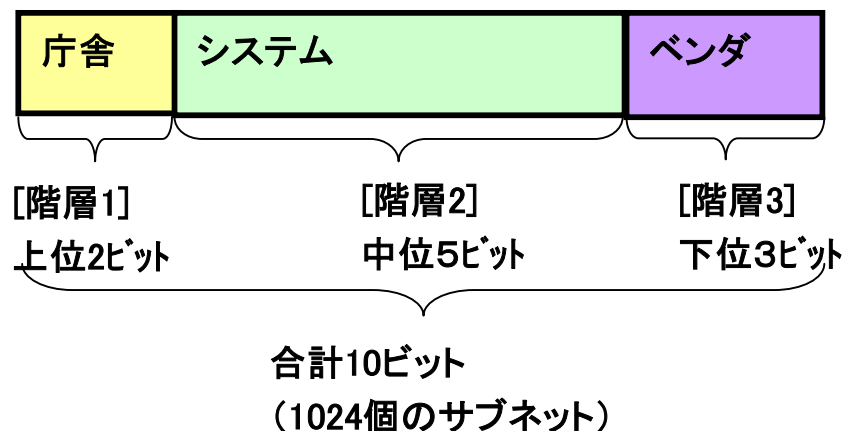 庁舎
システム
ベンダ
[階層1]
[階層2]
[階層3]
上位2ﾋﾞｯﾄ
中位５ﾋﾞｯﾄ
下位３ﾋﾞｯﾄ
合計10ビット
（1024個のサブネット）